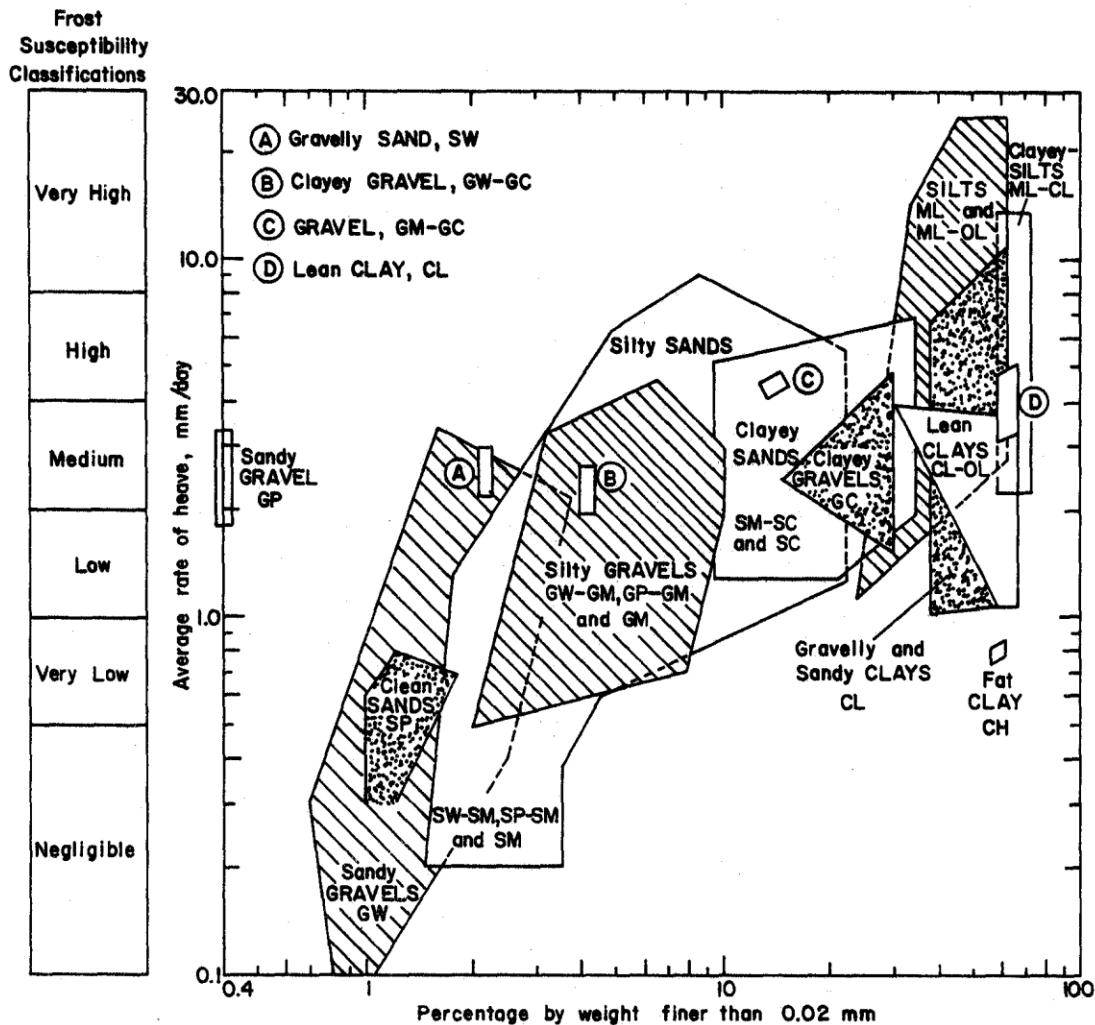 Frost
Susceptibility
Classifications
Very High
High
Medium
Low
Very Low
Negligible
Average rate of heave, mm/day
30.0
10.0
1.0
0.1
A Gravelly SAND, SW
B Clayey GRAVEL, GW-GC
C GRAVEL, GM-GC
D Lean CLAY, CL
Clayey-
SILTS
ML-CL
SILTS
ML and
ML-OL
Silty SANDS
C
D
Sandy
GRAVEL
GP
A
B
Clayey
SANDS
SM-SC
and SC
Clayey
GRAVELS
GC
Lean
CLAYS
CL-OL
Silty GRAVELS
GW-GM, GP-GM
and GM
Clean
SANDS
SP
Gravelly and
Sandy CLAYS
CL
Fat
CLAY
CH
SW-SM, SP-SM
and SM
Sandy
GRAVELS
GW
0.4
1
10
100
Percentage by weight finer than 0.02 mm